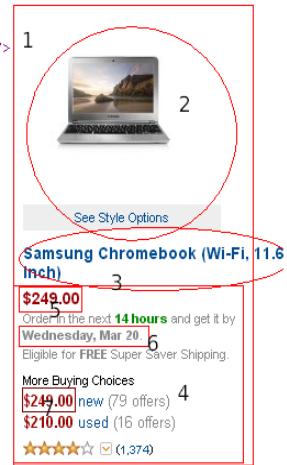 1
2
See Style Options
Samsung Chromebook (Wi-Fi, 11.6
Inch)
3
$249.00
5
Order in the next 14 hours and get it by
Wednesday, Mar 20.
6
Eligible for FREE Super Saver Shipping.
More Buying Choices
4
$249.00 new (79 offers)
7
$210.00 used (16 offers)
(1,374)